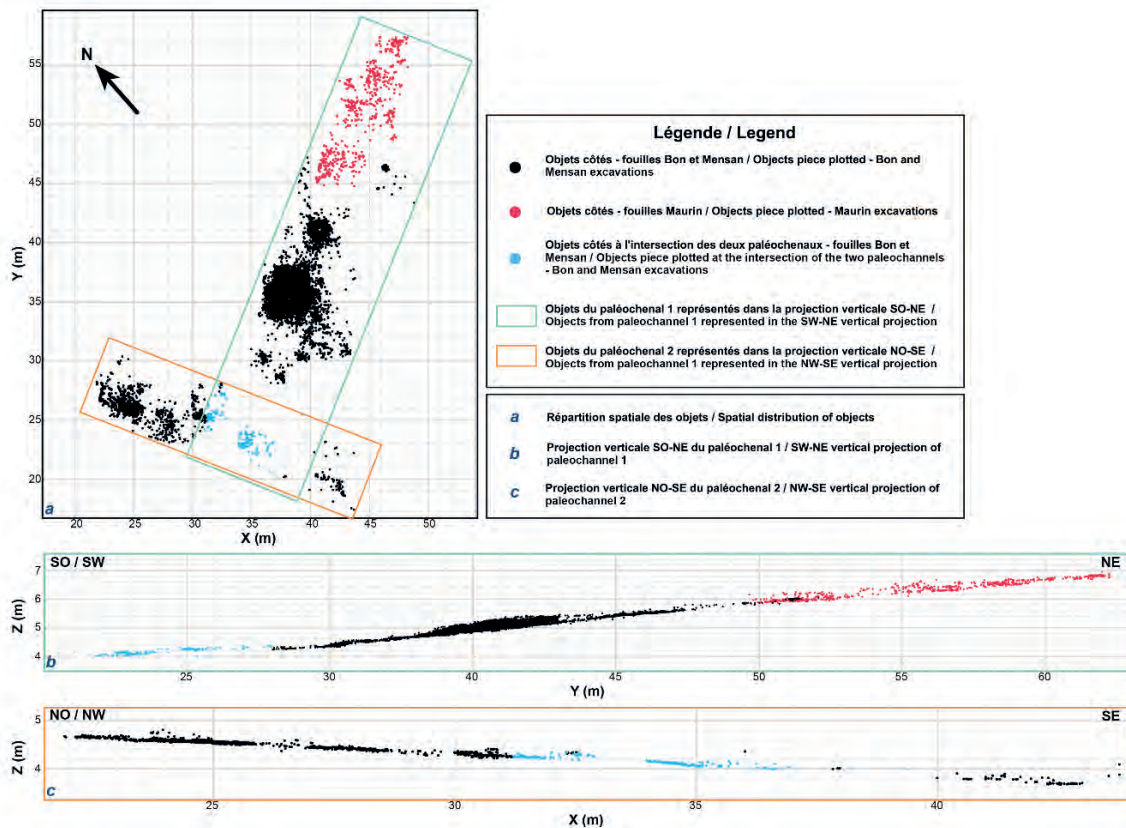 N
55
50
45
40
35
30
25
20
Y (m)
a
20 25 30 35 40 45 50
X (m)
Légende / Legend
Objets côtés - fouilles Bon et Mensan / Objects piece plotted - Bon and
Mensan excavations
Objets côtés - fouilles Maurin / Objects piece plotted - Maurin excavations
Objets côtés à l'intersection des deux paléochenaux - fouilles Bon et
Mensan / Objects piece plotted at the intersection of the two paleochannels
- Bon and Mensan excavations
Objets du paléochenal 1 représentés dans la projection verticale SO-NE /
Objects from paleochannel 1 represented in the SW-NE vertical projection
Objets du paléochenal 2 représentés dans la projection verticale NO-SE /
Objects from paleochannel 1 represented in the NW-SE vertical projection
a Répartition spatiale des objets / Spatial distribution of objects
b Projection verticale SO-NE du paléochenal 1 / SW-NE vertical projection of
paleochannel 1
c Projection verticale NO-SE du paléochenal 2 / NW-SE vertical projection of
paleochannel 2
SO / SW NE
7
6
5
4
Z (m)
b
25 30 35 40 45 50 55 60
Y (m)
NO / NW SE
5
4
Z (m)
c
25 30 35 40
X (m)